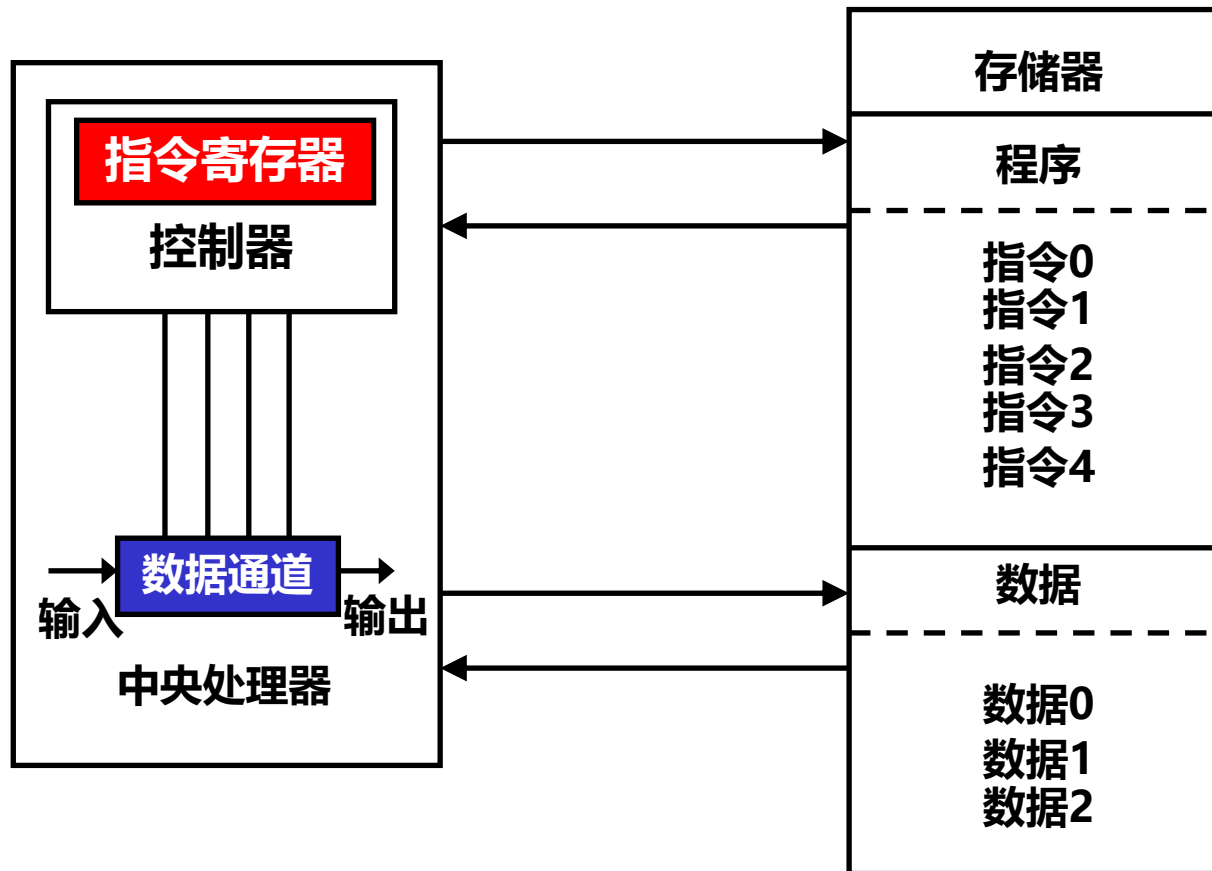 指令寄存器
控制器
数据通道
输入
输出
中央处理器
存储器
程序
指令0
指令1
指令2
指令3
指令4
数据
数据0
数据1
数据2